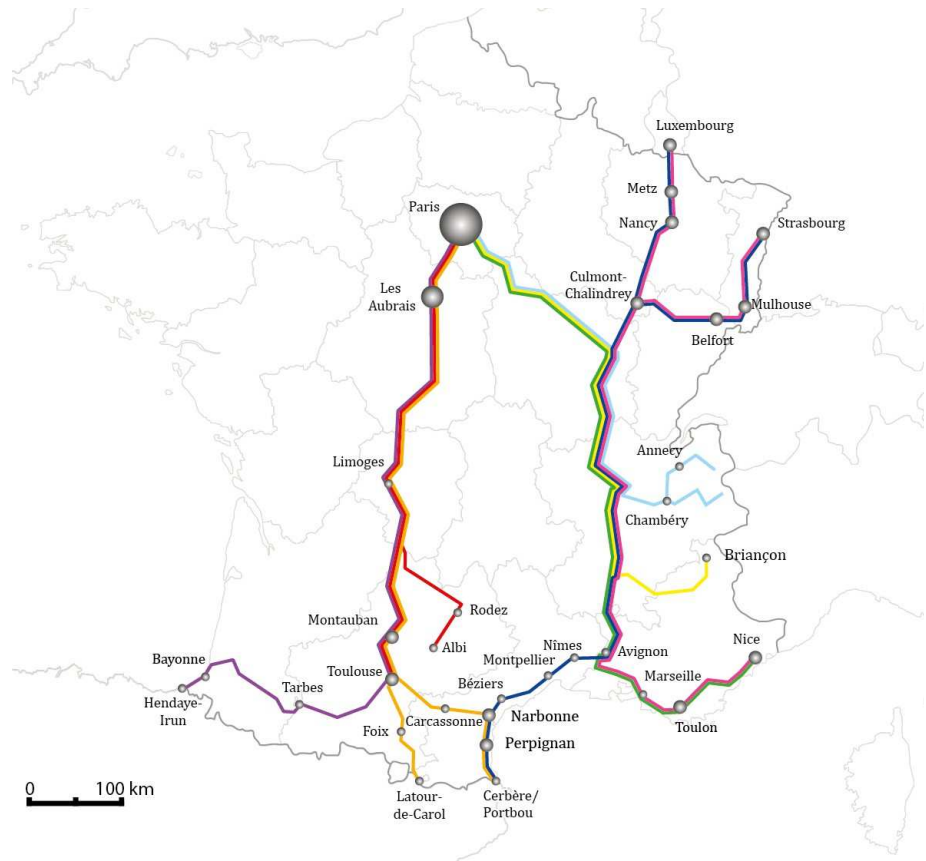 Luxembourg
Metz
Paris
Nancy
Strasbourg
Culmont-
Chalindrey
Les
Aubrais
Mulhouse
Belfort
Annecy
Limoges
Chambéry
Briançon
Rodez
Montauban
Albi
Nîmes
Avignon
Nice
Bayonne
Toulouse
Montpellier
Marseille
Tarbes
Béziers
Hendaye-
Irun
Carcassonne
Narbonne
Toulon
Foix
Perpignan
0
100 km
Latour-
de-Carol
Cerbère/
Portbou